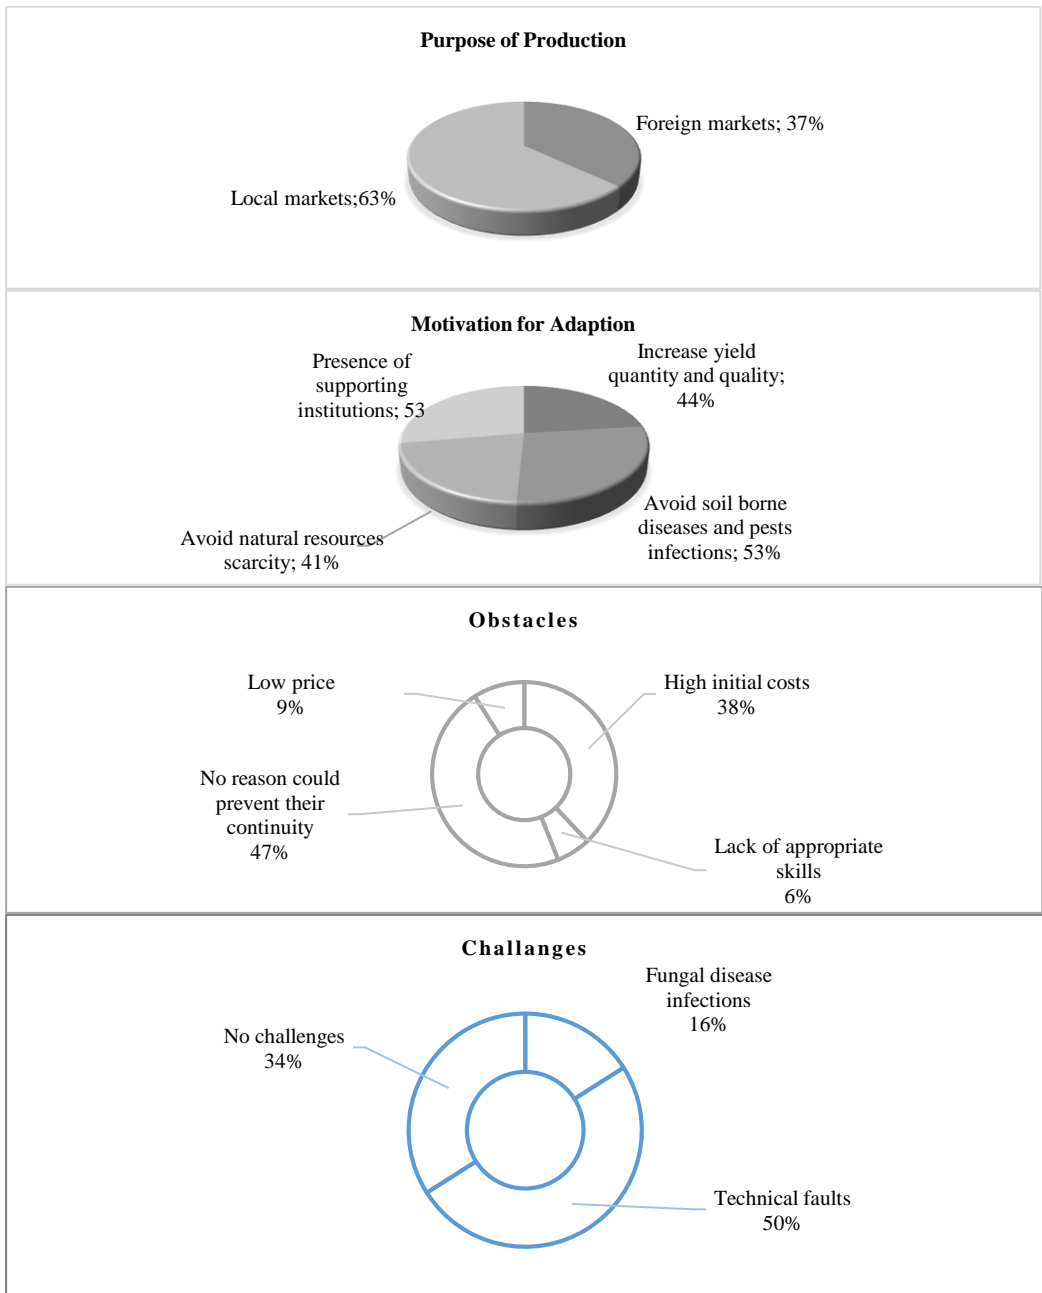 Purpose of Production
Foreign markets; 37%
Local markets;63%
Motivation for Adaption
Increase yield
quantity and quality;
44%
Presence of
supporting
institutions; 53
Avoid soil borne
diseases and pests
infections; 53%
Avoid natural resources
scarcity; 41%
Obstacles
Low price
9%
High initial costs
38%
No reason could
prevent their
continuity
47%
Lack of appropriate
skills
6%
Challanges
Fungal disease
infections
16%
No challenges
34%
Technical faults
50%